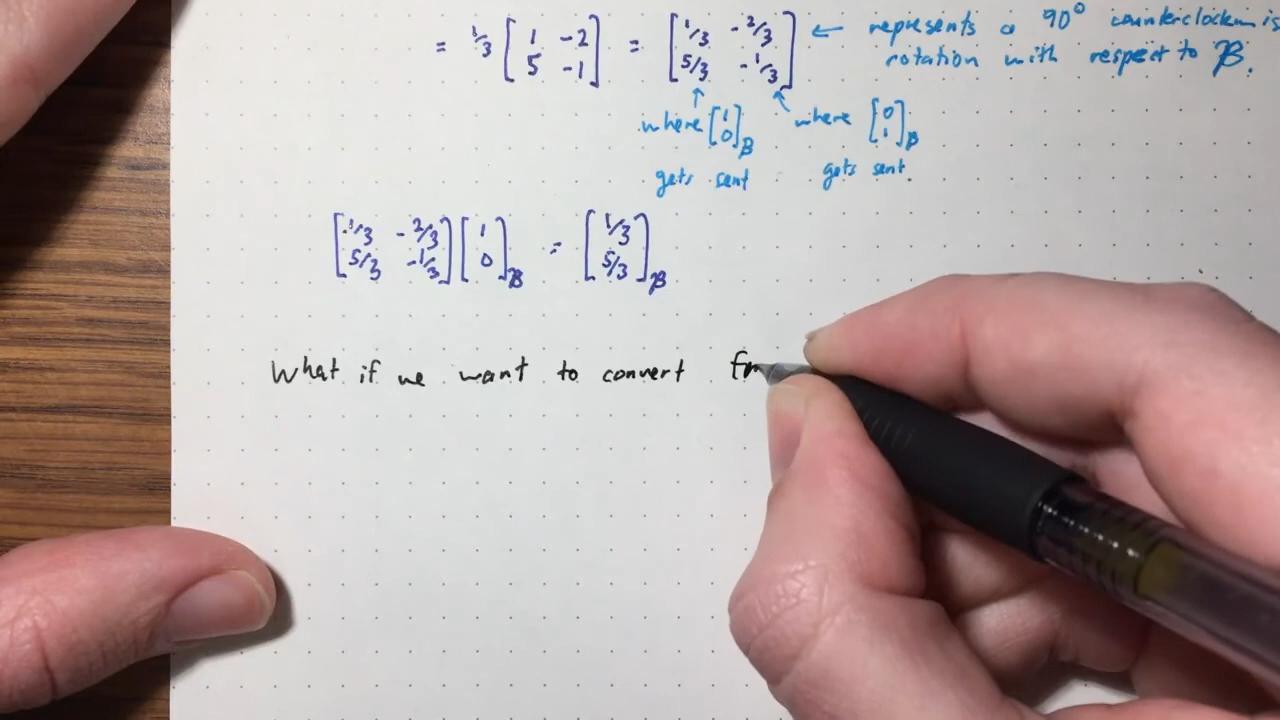 = 1/3 [1 -2; 5 -1] = [1/3 -2/3; 5/3 -1/3] ← represents a 90° counterclockwis
rotation with respect to B.
↑ where [1; 0]B gets sent
↖ where [0; 1]B gets sent.
[1/3 -2/3; 5/3 -1/3] [1; 0]B = [1/3; 5/3]B
What if we want to convert fr